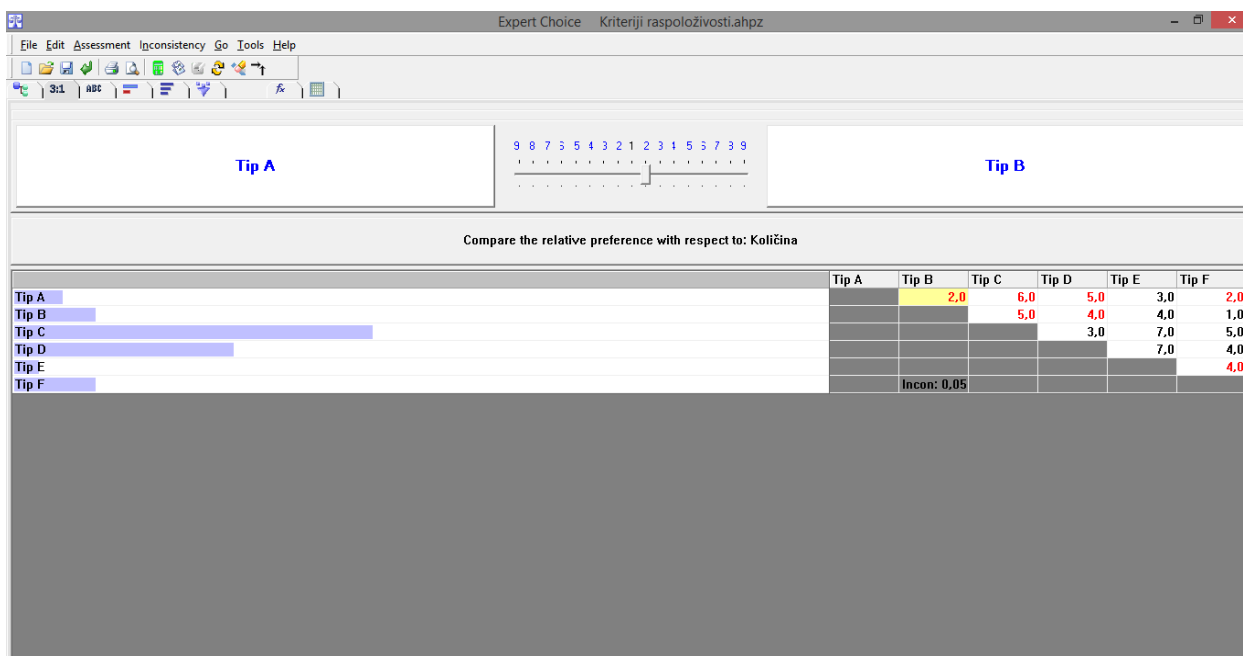 Expert Choice Kriteriji raspoloživosti.ahpz
File Edit Assessment Inconsistency Go Tools Help
3:1 ABC fx
9 8 7 6 5 4 3 2 1 2 3 4 5 6 7 8 9
Tip A Tip B
Compare the relative preference with respect to: Količina
Tip A Tip B Tip C Tip D Tip E Tip F
Tip A 2,0 6,0 5,0 3,0 2,0
Tip B 5,0 4,0 4,0 1,0
Tip C 3,0 7,0 5,0
Tip D 7,0 4,0
Tip E 4,0
Tip F Incon: 0,05